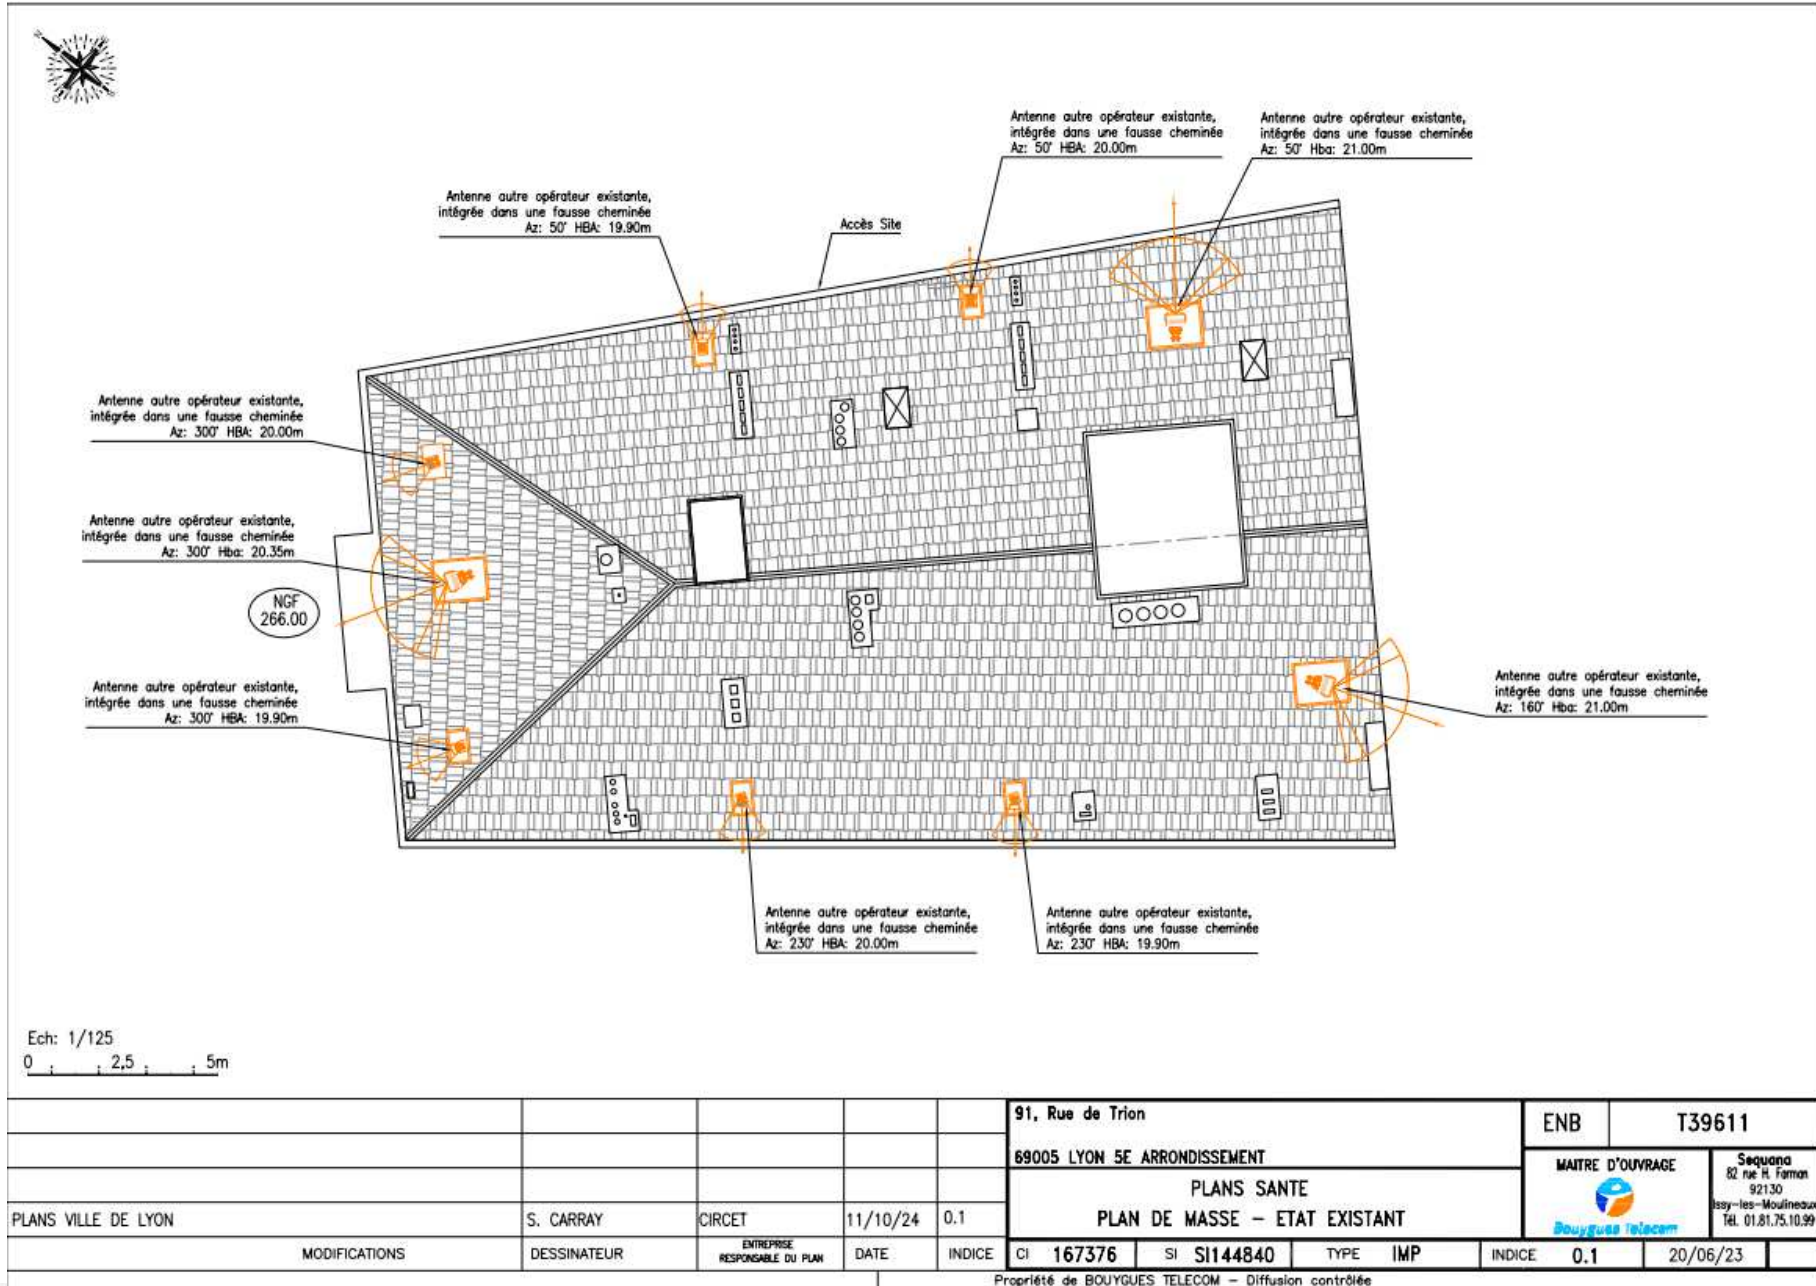 Antenne autre opérateur existante,
intégrée dans une fausse cheminée
Az: 50° HBA: 20.00m
Antenne autre opérateur existante,
intégrée dans une fausse cheminée
Az: 50° Hba: 21.00m
Antenne autre opérateur existante,
intégrée dans une fausse cheminée
Az: 50° HBA: 19.90m
Accès Site
Antenne autre opérateur existante,
intégrée dans une fausse cheminée
Az: 300° HBA: 20.00m
Antenne autre opérateur existante,
intégrée dans une fausse cheminée
Az: 300° Hba: 20.35m
NGF
266.00
Antenne autre opérateur existante,
intégrée dans une fausse cheminée
Az: 300° HBA: 19.90m
Antenne autre opérateur existante,
intégrée dans une fausse cheminée
Az: 160° Hba: 21.00m
Antenne autre opérateur existante,
intégrée dans une fausse cheminée
Az: 230° HBA: 20.00m
Antenne autre opérateur existante,
intégrée dans une fausse cheminée
Az: 230° HBA: 19.90m
Ech: 1/125
0 2,5 5m
91, Rue de Trion
69005 LYON 5E ARRONDISSEMENT
ENB T39611
PLANS SANTE
PLAN DE MASSE – ETAT EXISTANT
MAITRE D'OUVRAGE
Bouygues Telecom
Sequana
82 rue H. Farman
92130
Issy-les-Moulineaux
Tél. 01.81.75.10.99
PLANS VILLE DE LYON S. CARRAY CIRCET 11/10/24 0.1
MODIFICATIONS DESSINATEUR ENTREPRISE RESPONSABLE DU PLAN DATE INDICE
CI 167376 SI SI144840 TYPE IMP INDICE 0.1 20/06/23
Propriété de BOUYGUES TELECOM – Diffusion contrôlée